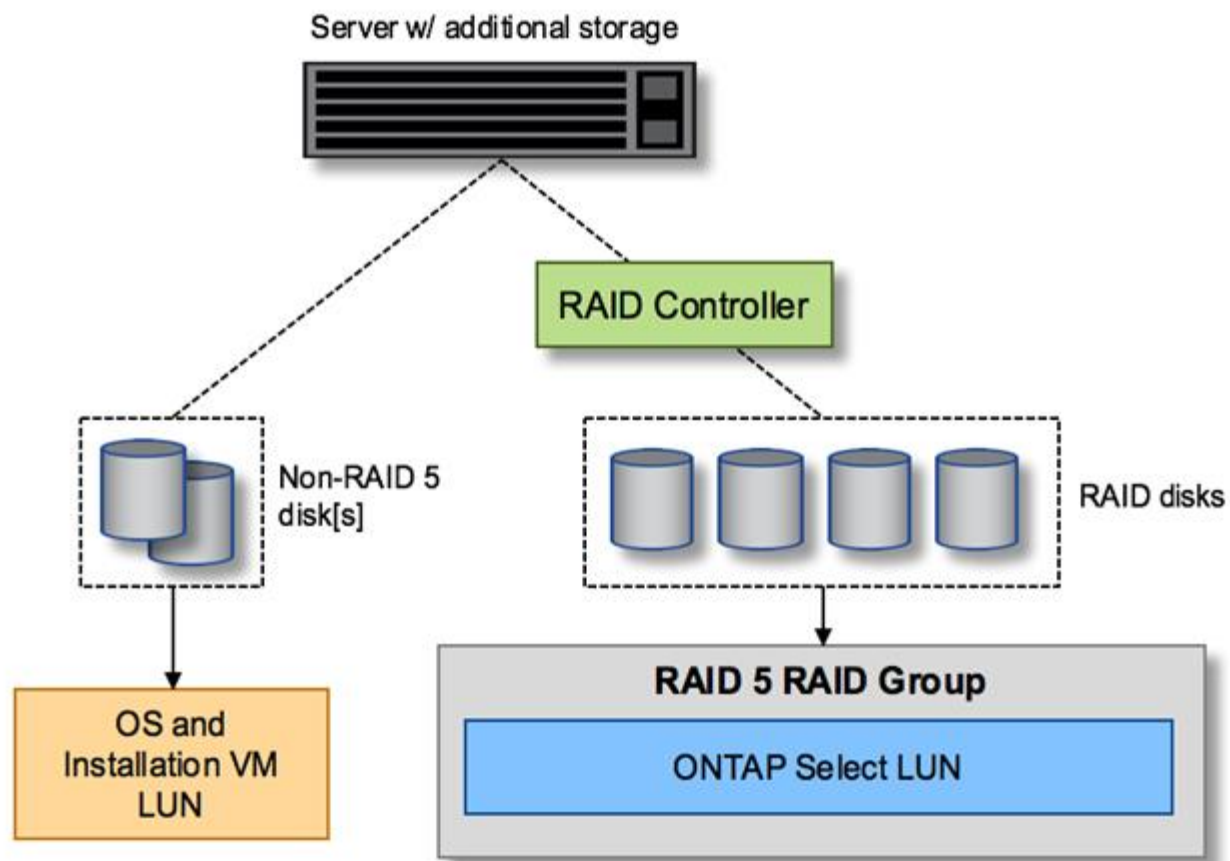 Server w/ additional storage
RAID Controller
Non-RAID 5
disk[s]
RAID disks
OS and
Installation VM
LUN
RAID 5 RAID Group
ONTAP Select LUN